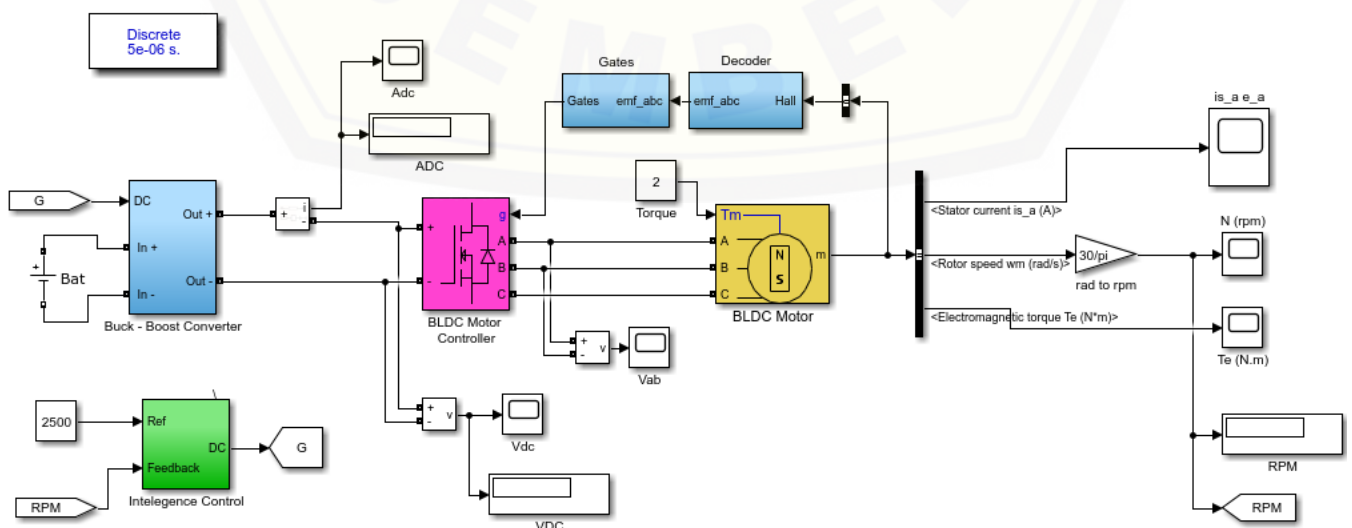 EMBE
Discrete
5e-06 s.
Adc
ADC
Gates
Gates
emf_abc
Decoder
emf_abc
Hall
is_a e_a
2
Torque
G
DC
In +
In -
Out +
Out -
Buck - Boost Converter
+
Bat
+
i
-
g
+
-
A
B
C
BLDC Motor
Controller
Tm
A
B
C
N
S
m
BLDC Motor
<Stator current is_a (A)>
<Rotor speed wm (rad/s)>
<Electromagnetic torque Te (N*m)>
30/pi
rad to rpm
N (rpm)
Te (N.m)
+
-
v
Vab
+
-
v
Vdc
VDC
2500
Ref
Feedback
DC
Intelegence Control
G
RPM
RPM
RPM